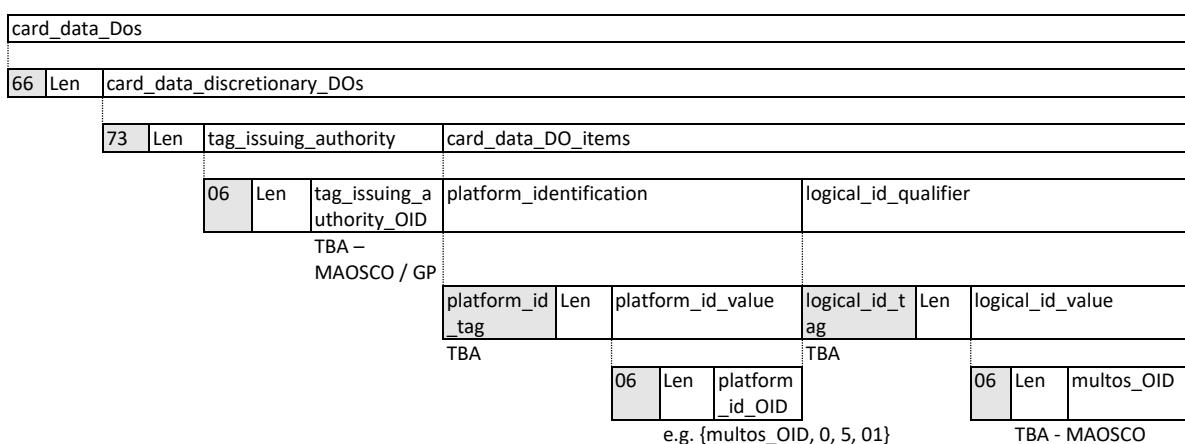 card_data_Dos
66 Len card_data_discretionary_DOs
73 Len tag_issuing_authority card_data_DO_items
06 Len tag_issuing_a platform_identification logical_id_qualifier
uthority_OID
TBA –
MAOSCO / GP
platform_id Len platform_id_value logical_id_t Len logical_id_value
_tag ag
TBA TBA
06 Len platform 06 Len multos_OID
_id_OID
e.g. {multos_OID, 0, 5, 01} TBA - MAOSCO